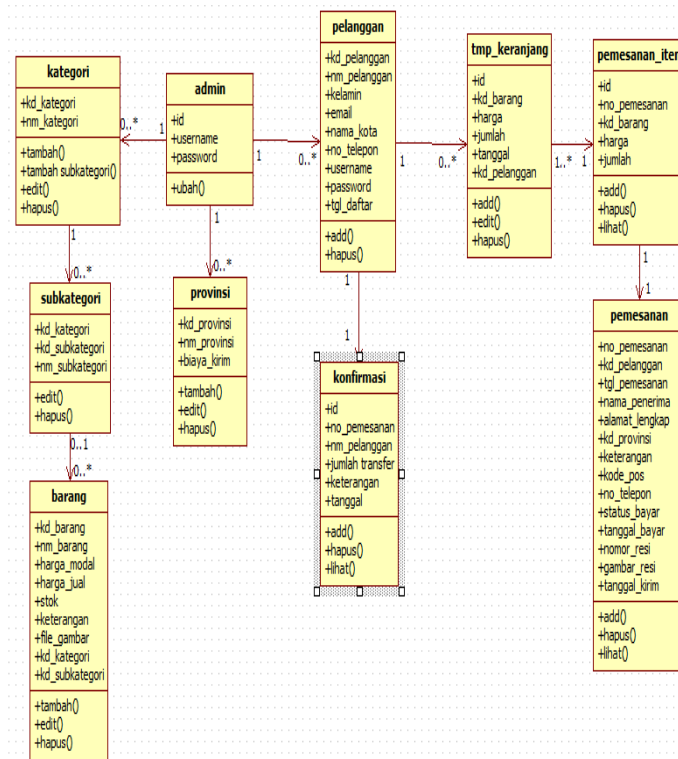 kategori
+kd_kategori
+nm_kategori
+tambah()
+tambah subkategori()
+edit()
+hapus()
0..*
1
admin
+id
+username
+password
+ubah()
1
0..*
pelanggan
+kd_pelanggan
+nm_pelanggan
+kelamin
+email
+nama_kota
+no_telepon
+username
+password
+tgl_daftar
+add()
+hapus()
1
0..*
tmp_keranjang
+id
+kd_barang
+harga
+jumlah
+tanggal
+kd_pelanggan
+add()
+edit()
+hapus()
1..*
1
pemesanan_iter
+id
+no_pemesanan
+kd_barang
+harga
+jumlah
+add()
+hapus()
+lihat()
1
0..*
subkategori
+kd_kategori
+kd_subkategori
+nm_subkategori
+edit()
+hapus()
1
0..*
provinsi
+kd_provinsi
+nm_provinsi
+biaya_kirim
+tambah()
+edit()
+hapus()
1
1
konfirmasi
+id
+no_pemesanan
+nm_pelanggan
+jumlah transfer
+keterangan
+tanggal
+add()
+hapus()
+lihat()
1
1
pemesanan
+no_pemesanan
+kd_pelanggan
+tgl_pemesanan
+nama_penerima
+alamat_lengkap
+kd_provinsi
+keterangan
+kode_pos
+no_telepon
+status_bayar
+tanggal_bayar
+nomor_resi
+gambar_resi
+tanggal_kirim
+add()
+hapus()
+lihat()
0..1
0..*
barang
+kd_barang
+nm_barang
+harga_modal
+harga_jual
+stok
+keterangan
+file_gambar
+kd_kategori
+kd_subkategori
+tambah()
+edit()
+hapus()